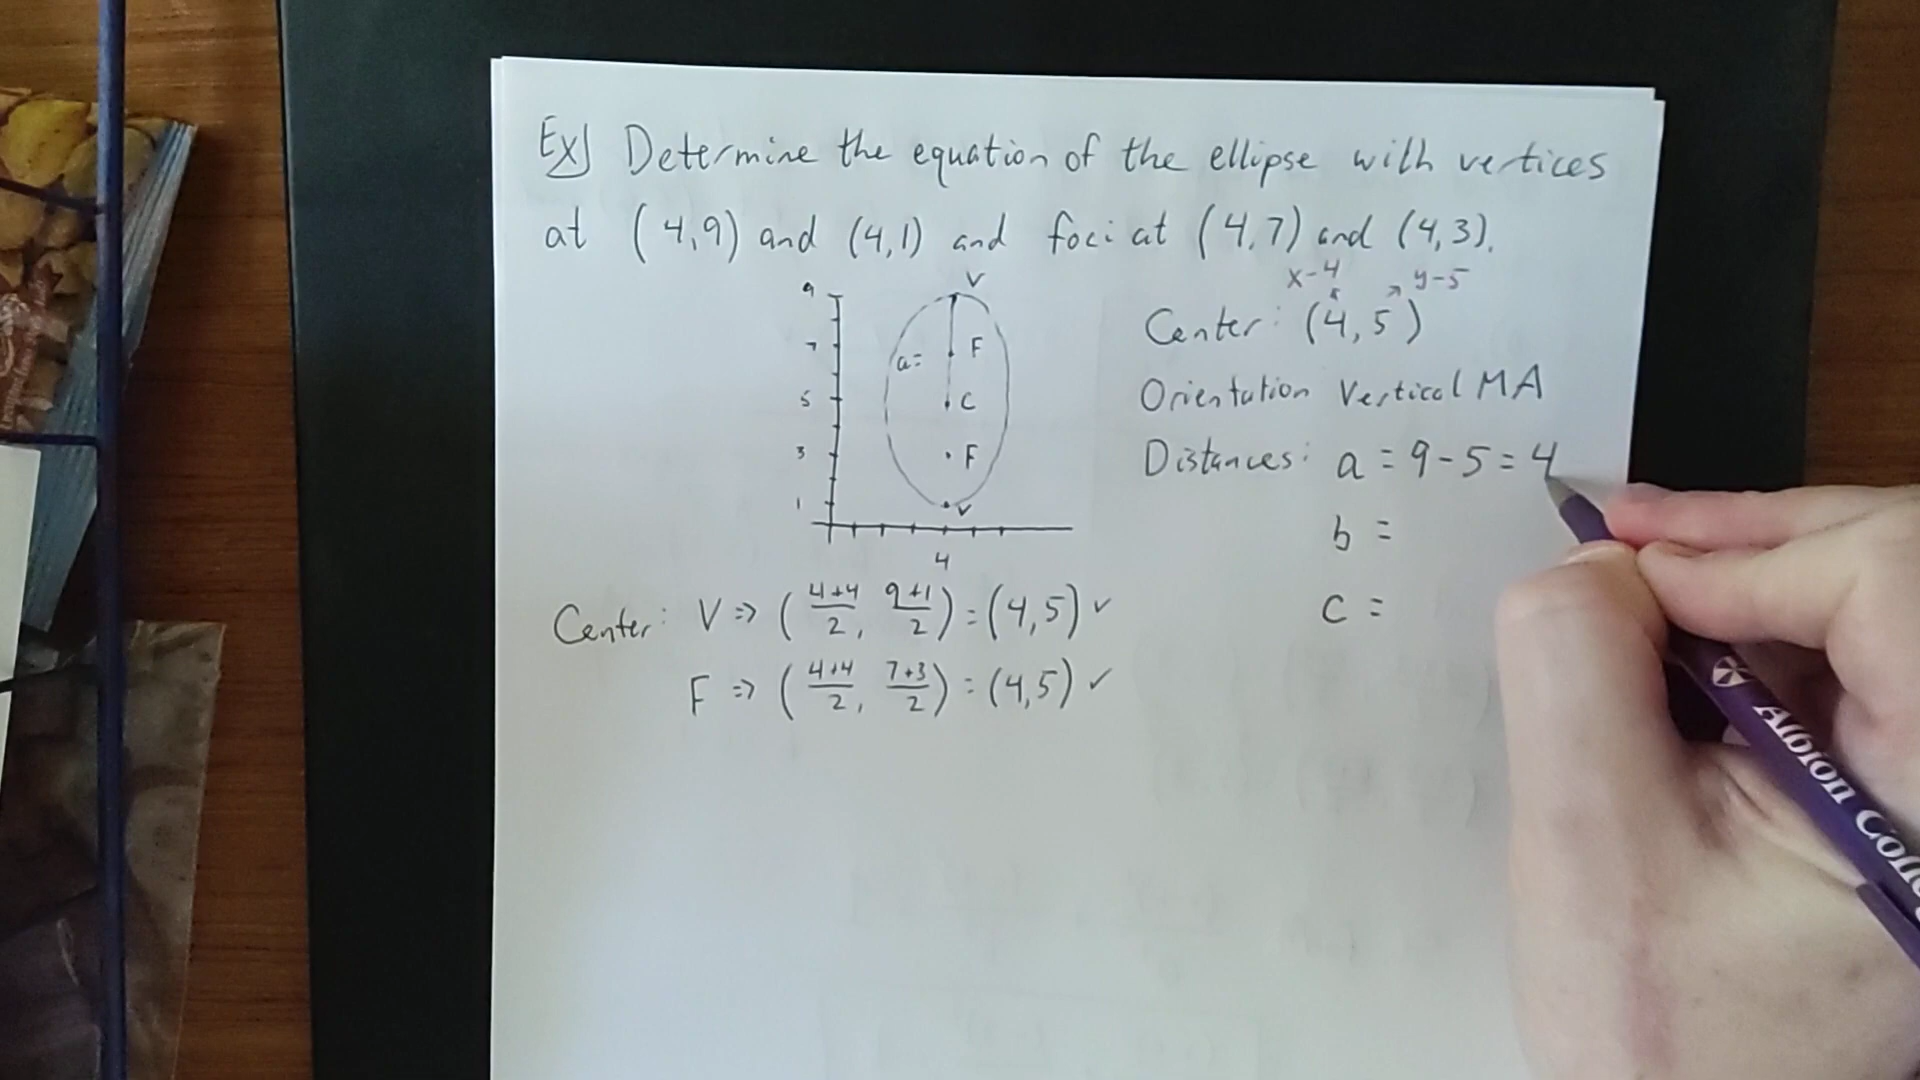 Ex) Determine the equation of the ellipse with vertices
at (4,9) and (4,1) and foci at (4,7) and (4,3).
x-4 y-5
Center: (4,5)
Orientation Vertical MA
Distances: a = 9-5 = 4
b =
c =
9 V
7 a= F
5 C
3 F
1 V
4
Center: V => (4+4/2, 9+1/2) = (4,5) ✓
F => (4+4/2, 7+3/2) = (4,5) ✓
Albion Colle